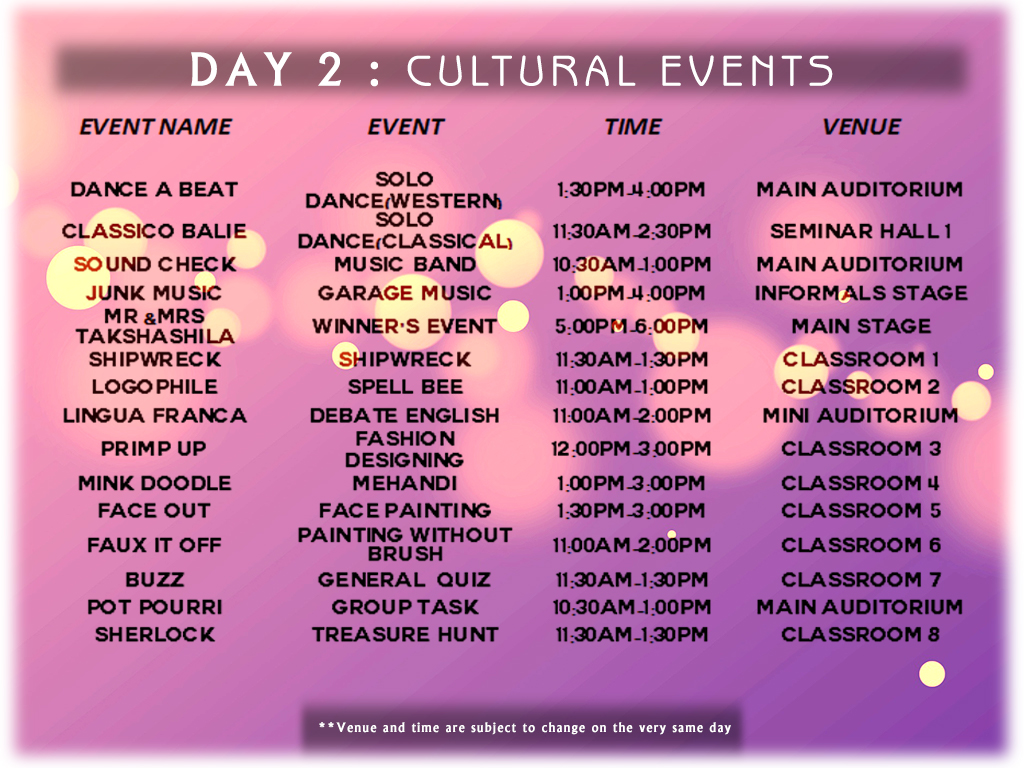 DAY 2 : CULTURAL EVENTS
EVENT NAME EVENT TIME VENUE
DANCE A BEAT SOLO DANCE(WESTERN) 1:30PM-4:00PM MAIN AUDITORIUM
CLASSICO BALIE SOLO DANCE(CLASSICAL) 11:30AM-2:30PM SEMINAR HALL 1
SOUND CHECK MUSIC BAND 10:30AM-1:00PM MAIN AUDITORIUM
JUNK MUSIC GARAGE MUSIC 1:00PM-4:00PM INFORMALS STAGE
MR &MRS TAKSHASHILA WINNER'S EVENT 5:00PM-6:00PM MAIN STAGE
SHIPWRECK SHIPWRECK 11:30AM-1:30PM CLASSROOM 1
LOGOPHILE SPELL BEE 11:00AM-1:00PM CLASSROOM 2
LINGUA FRANCA DEBATE ENGLISH 11:00AM-2:00PM MINI AUDITORIUM
PRIMP UP FASHION DESIGNING 12:00PM-3:00PM CLASSROOM 3
MINK DOODLE MEHANDI 1:00PM-3:00PM CLASSROOM 4
FACE OUT FACE PAINTING 1:30PM-3:00PM CLASSROOM 5
FAUX IT OFF PAINTING WITHOUT BRUSH 11:00AM-2:00PM CLASSROOM 6
BUZZ GENERAL QUIZ 11:30AM-1:30PM CLASSROOM 7
POT POURRI GROUP TASK 10:30AM-1:00PM MAIN AUDITORIUM
SHERLOCK TREASURE HUNT 11:30AM-1:30PM CLASSROOM 8
**Venue and time are subject to change on the very same day